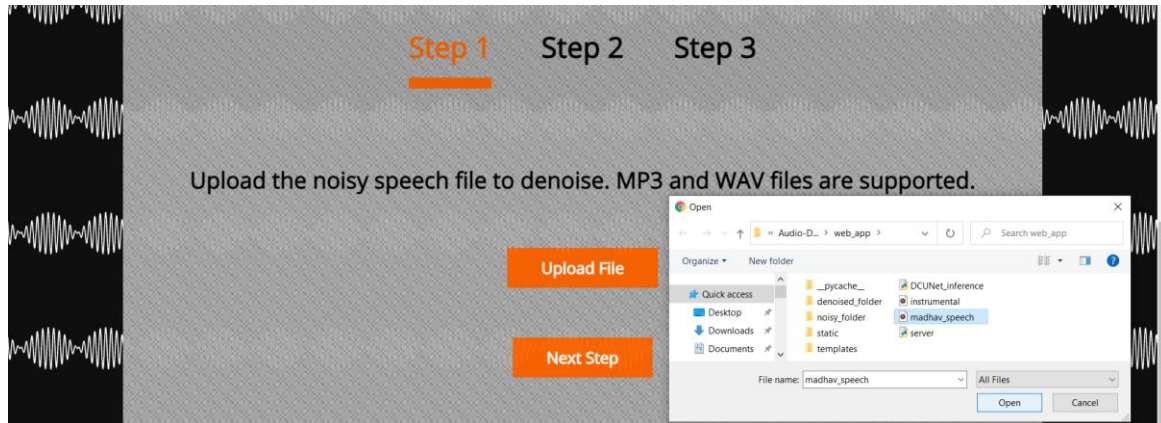 Step 1 Step 2 Step 3
Upload the noisy speech file to denoise. MP3 and WAV files are supported.
Upload File
Next Step
Open
« Audio-D... › web_app ›
Search web_app
Organize
New folder
Quick access
Desktop
Downloads
Documents
__pycache__
denoised_folder
noisy_folder
static
templates
DCUNet_inference
instrumental
madhav_speech
server
File name: madhav_speech
All Files
Open Cancel